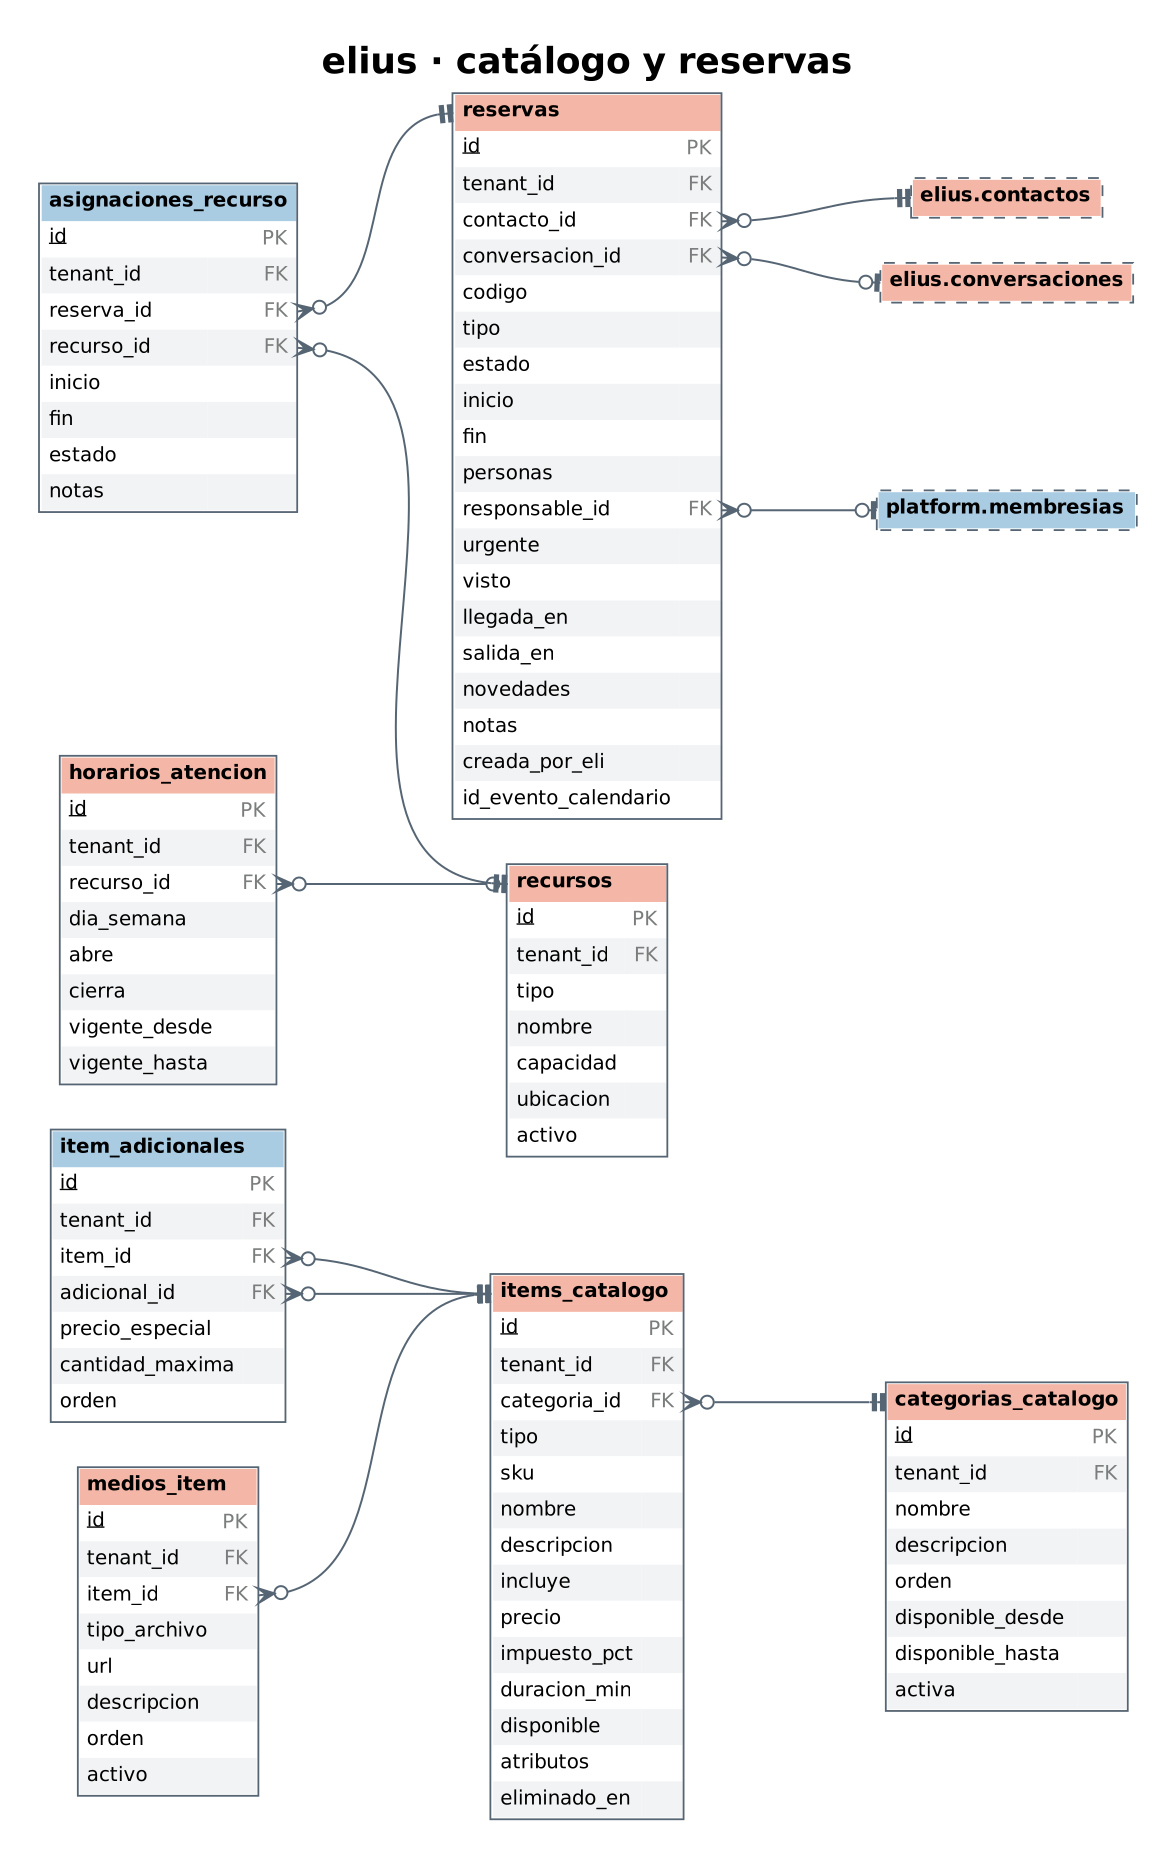 elius · catálogo y reservas
reservas
id PK
tenant_id FK
contacto_id FK
conversacion_id FK
codigo
tipo
estado
inicio
fin
personas
responsable_id FK
urgente
visto
llegada_en
salida_en
novedades
notas
creada_por_eli
id_evento_calendario
asignaciones_recurso
id PK
tenant_id FK
reserva_id FK
recurso_id FK
inicio
fin
estado
notas
elius.contactos
elius.conversaciones
platform.membresias
horarios_atencion
id PK
tenant_id FK
recurso_id FK
dia_semana
abre
cierra
vigente_desde
vigente_hasta
recursos
id PK
tenant_id FK
tipo
nombre
capacidad
ubicacion
activo
item_adicionales
id PK
tenant_id FK
item_id FK
adicional_id FK
precio_especial
cantidad_maxima
orden
items_catalogo
id PK
tenant_id FK
categoria_id FK
tipo
sku
nombre
descripcion
incluye
precio
impuesto_pct
duracion_min
disponible
atributos
eliminado_en
categorias_catalogo
id PK
tenant_id FK
nombre
descripcion
orden
disponible_desde
disponible_hasta
activa
medios_item
id PK
tenant_id FK
item_id FK
tipo_archivo
url
descripcion
orden
activo